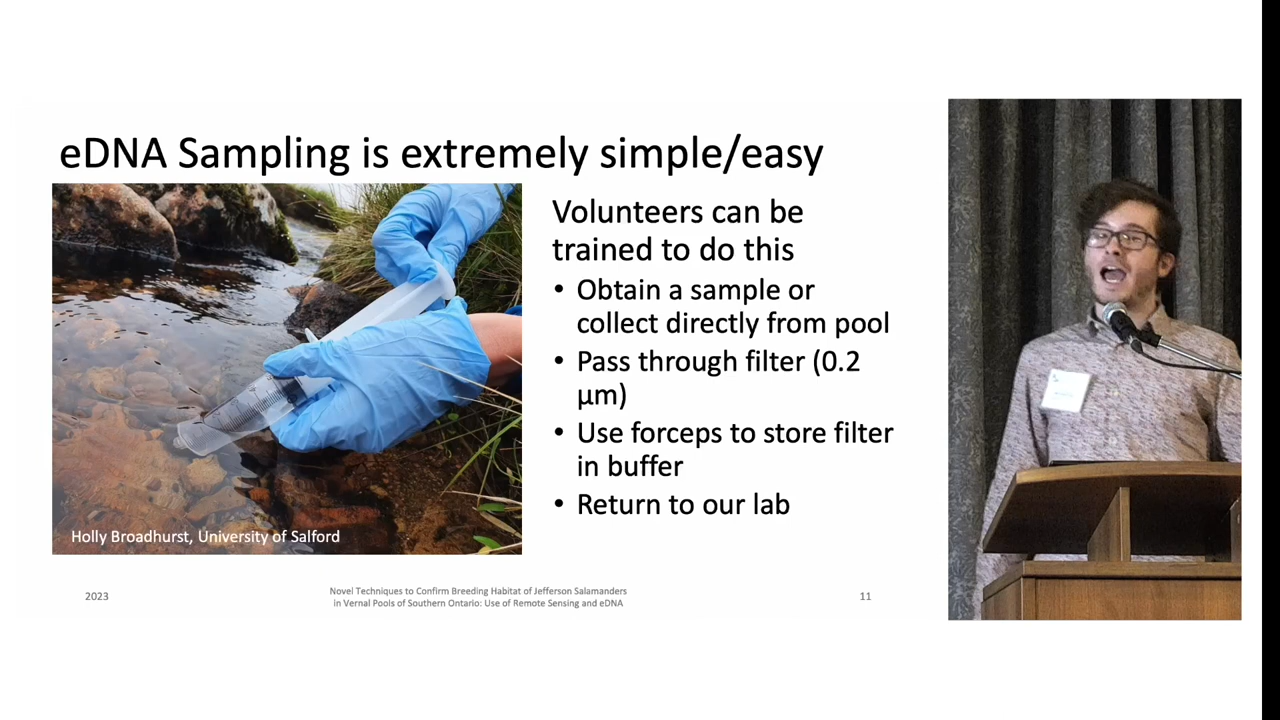 eDNA Sampling is extremely simple/easy
Volunteers can be
trained to do this
• Obtain a sample or
collect directly from pool
• Pass through filter (0.2
µm)
• Use forceps to store filter
in buffer
• Return to our lab
Holly Broadhurst, University of Salford
2023
Novel Techniques to Confirm Breeding Habitat of Jefferson Salamanders
in Vernal Pools of Southern Ontario: Use of Remote Sensing and eDNA
11